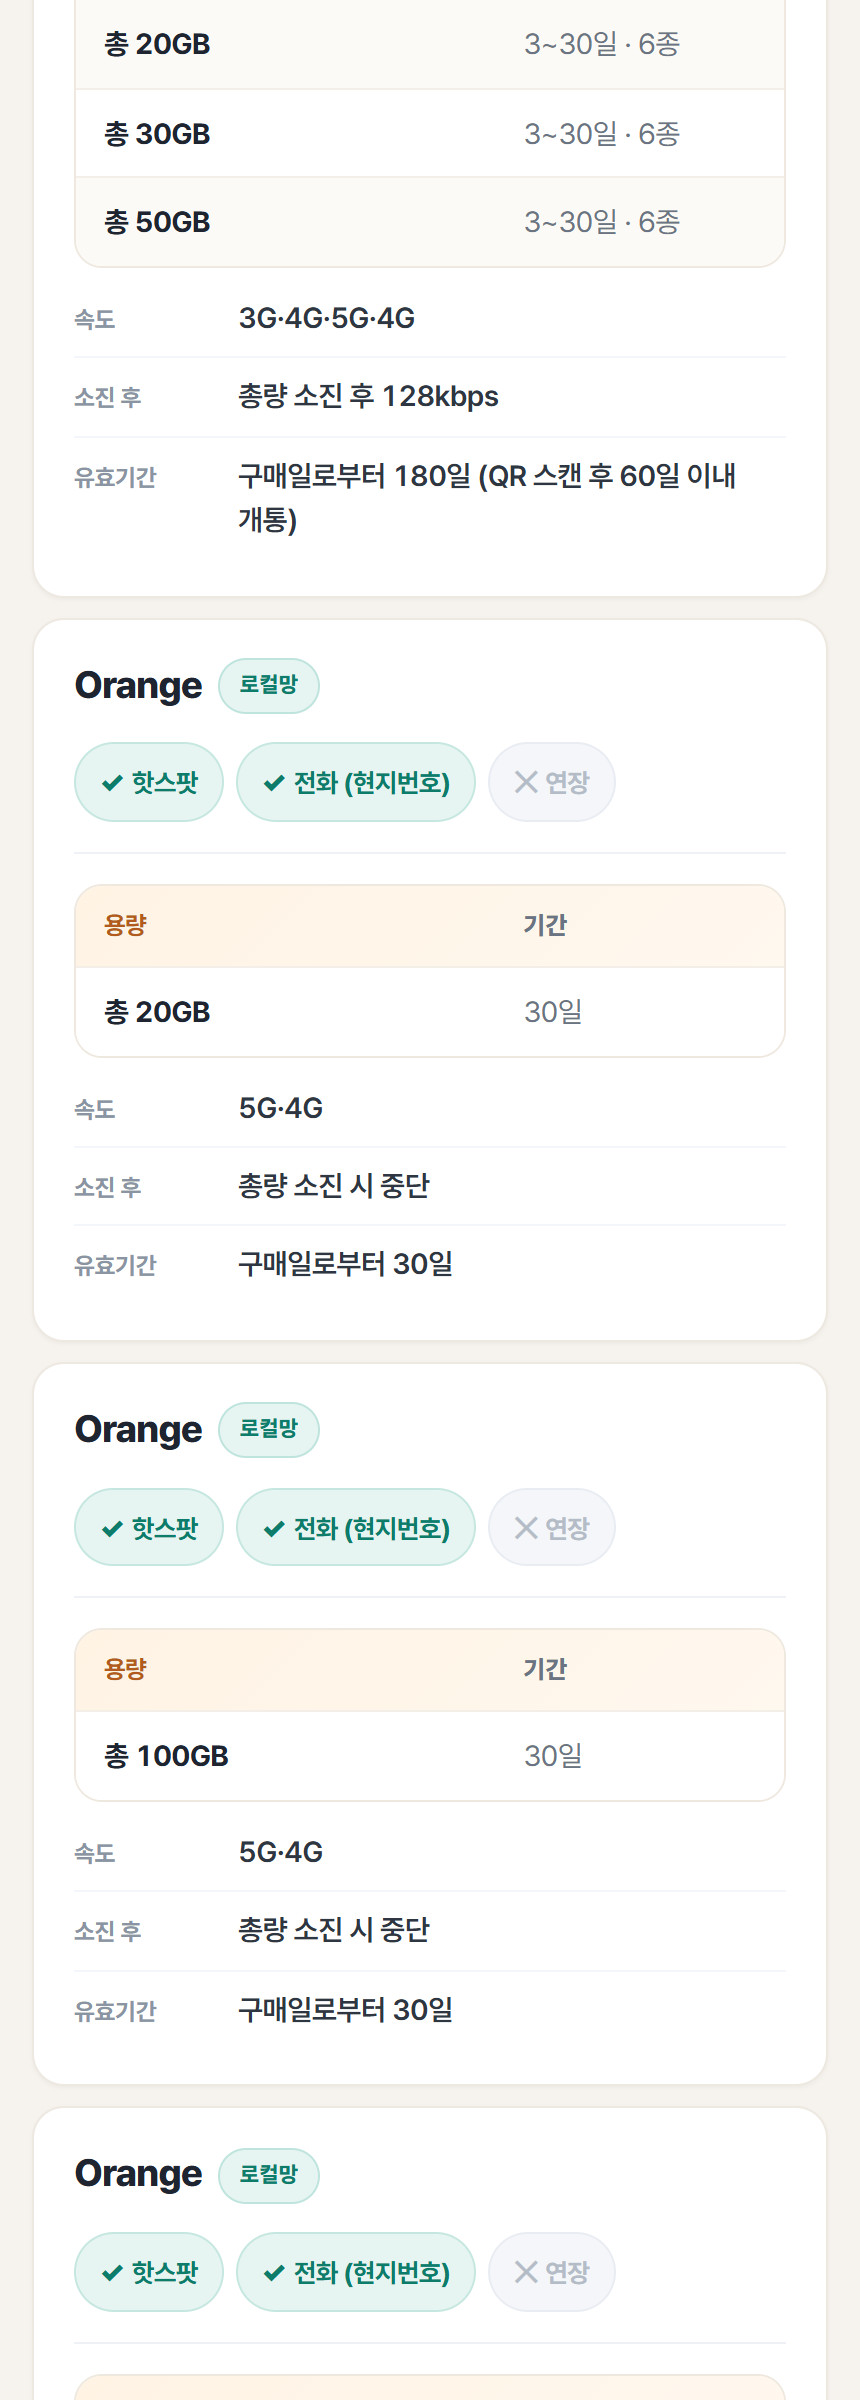 총 20GB 3~30일 · 6종
총 30GB 3~30일 · 6종
총 50GB 3~30일 · 6종
속도 3G·4G·5G·4G
소진 후 총량 소진 후 128kbps
유효기간 구매일로부터 180일 (QR 스캔 후 60일 이내
개통)
Orange 로컬망
✓ 핫스팟 ✓ 전화 (현지번호) ✕ 연장
용량 기간
총 20GB 30일
속도 5G·4G
소진 후 총량 소진 시 중단
유효기간 구매일로부터 30일
Orange 로컬망
✓ 핫스팟 ✓ 전화 (현지번호) ✕ 연장
용량 기간
총 100GB 30일
속도 5G·4G
소진 후 총량 소진 시 중단
유효기간 구매일로부터 30일
Orange 로컬망
✓ 핫스팟 ✓ 전화 (현지번호) ✕ 연장